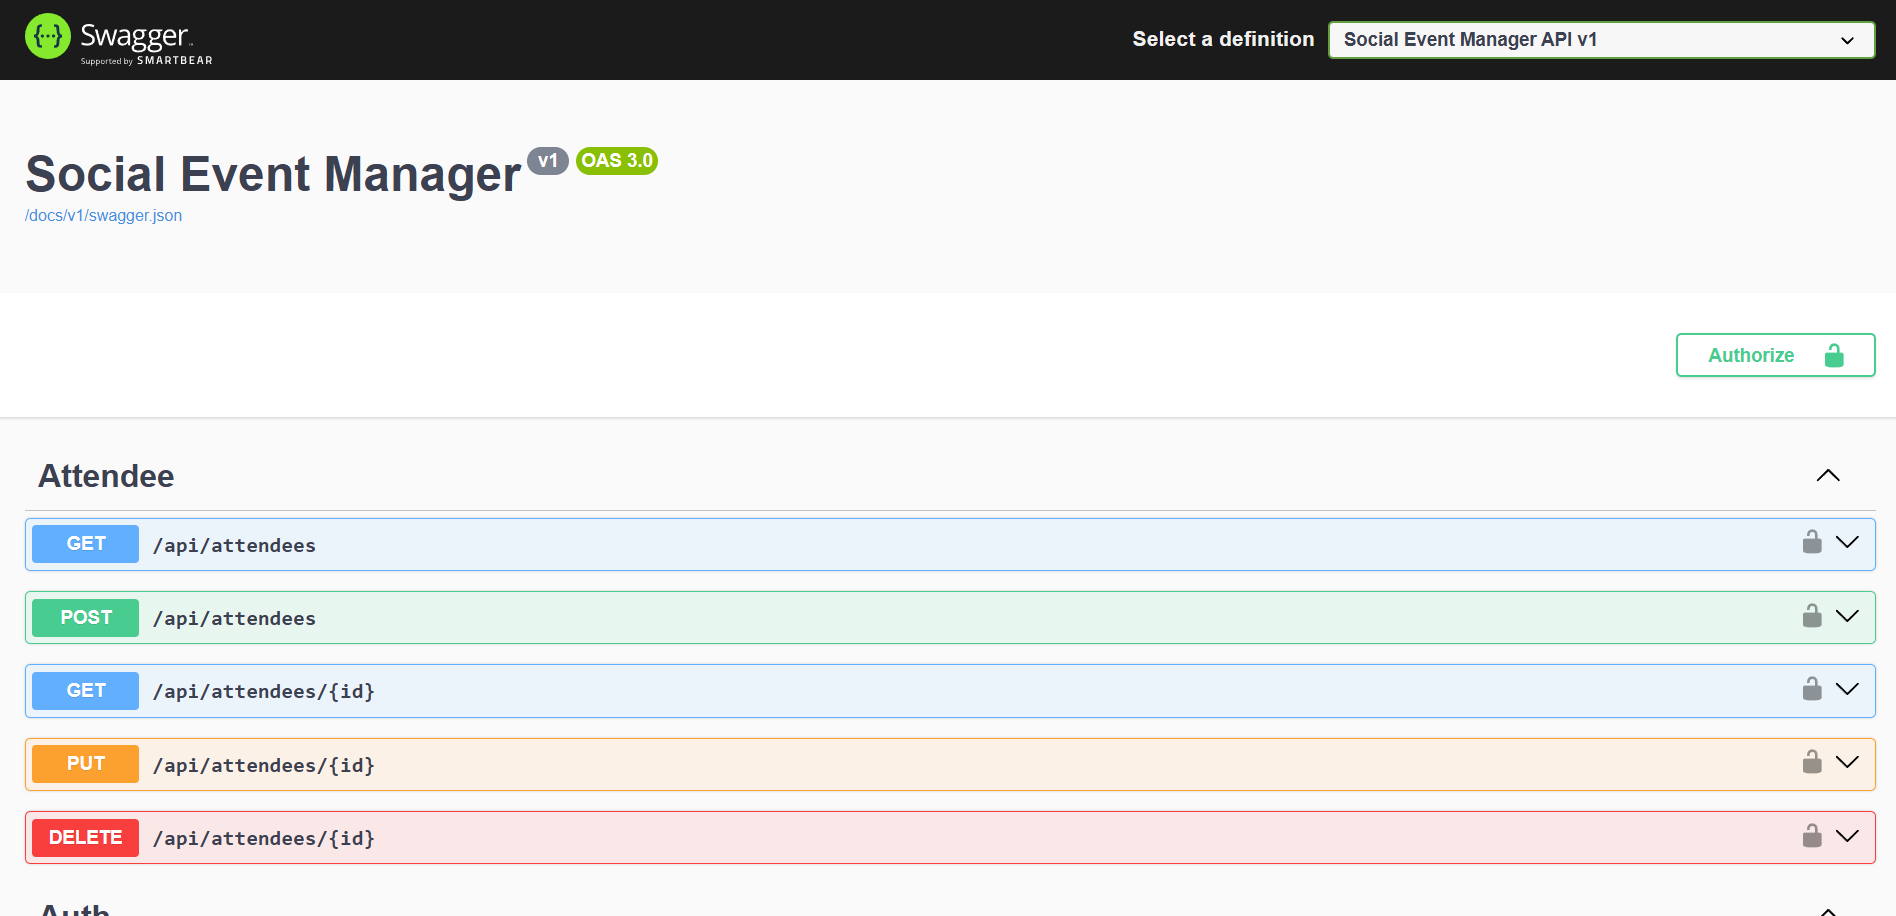 Swagger
Supported by SMARTBEAR
Select a definition
Social Event Manager API v1
Social Event Manager v1 OAS 3.0
/docs/v1/swagger.json
Authorize
Attendee
GET /api/attendees
POST /api/attendees
GET /api/attendees/{id}
PUT /api/attendees/{id}
DELETE /api/attendees/{id}
Auth